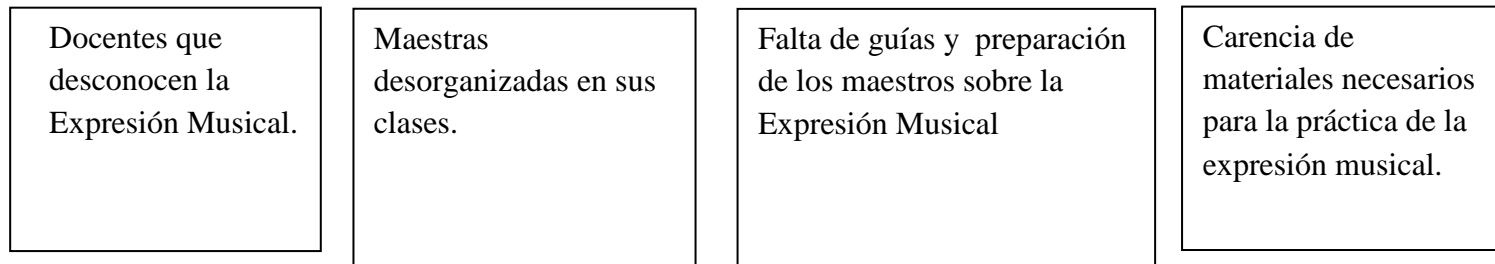 Docentes que
desconocen la
Expresión Musical.
Maestras
desorganizadas en sus
clases.
Falta de guías y  preparación
de los maestros sobre la
Expresión Musical
Carencia de
materiales necesarios
para la práctica de la
expresión musical.